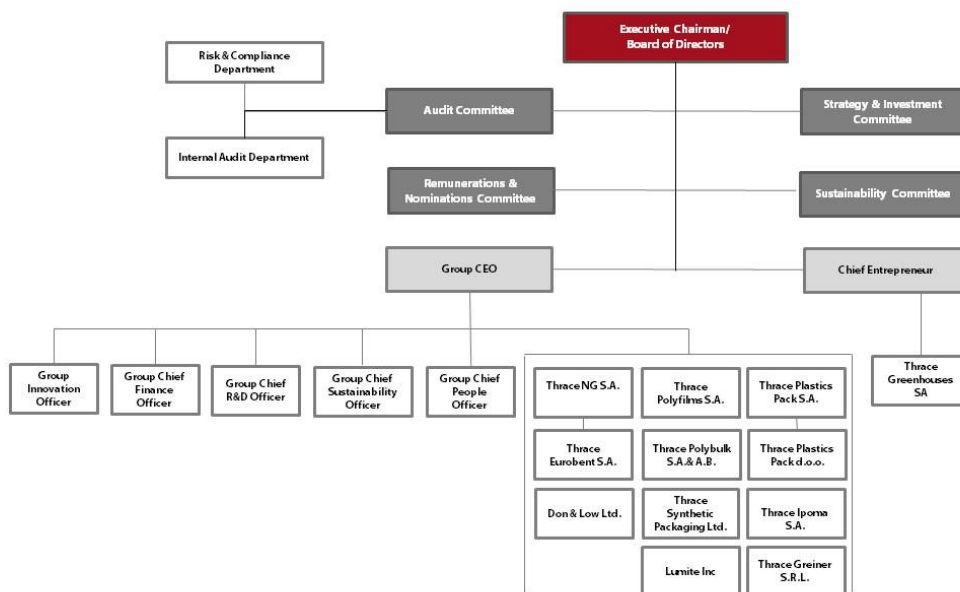 Executive Chairman/
Board of Directors
Risk & Compliance
Department
Audit Committee
Strategy & Investment
Committee
Internal Audit Department
Remunerations &
Nominations Committee
Sustainability Committee
Group CEO
Chief Entrepreneur
Group
Innovation
Officer
Group Chief
Finance
Officer
Group Chief
R&D Officer
Group Chief
Sustainability
Officer
Group Chief
People
Officer
Thrace NG S.A.
Thrace
Polyfilms S.A.
Thrace Plastics
Pack S.A.
Thrace
Greenhouses
SA
Thrace
Eurobent S.A.
Thrace Polybulk
S.A.& A.B.
Thrace Plastics
Pack d.o.o.
Don & Low Ltd.
Thrace
Synthetic
Packaging Ltd.
Thrace Ipoma
S.A.
Lumite Inc
Thrace Greiner
S.R.L.